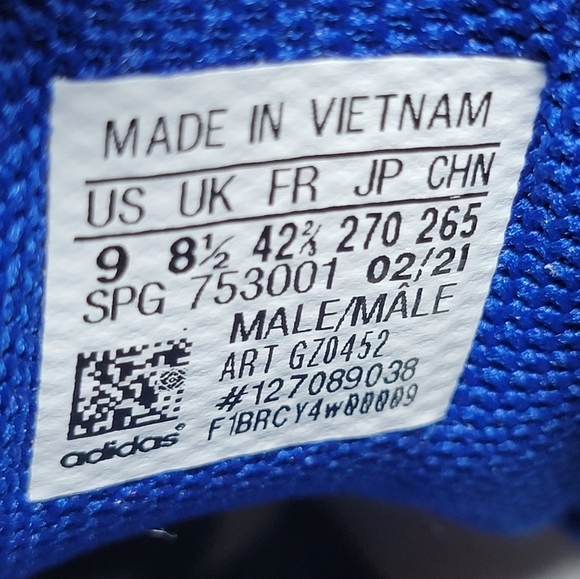 MADE IN VIETNAM
US UK FR JP CHN
9 8½ 42⅔ 270 265
SPG 753001 02/21
MALE/MÂLE
ART GZ0452
#127089038
F1BRCY4w00009
adidas®